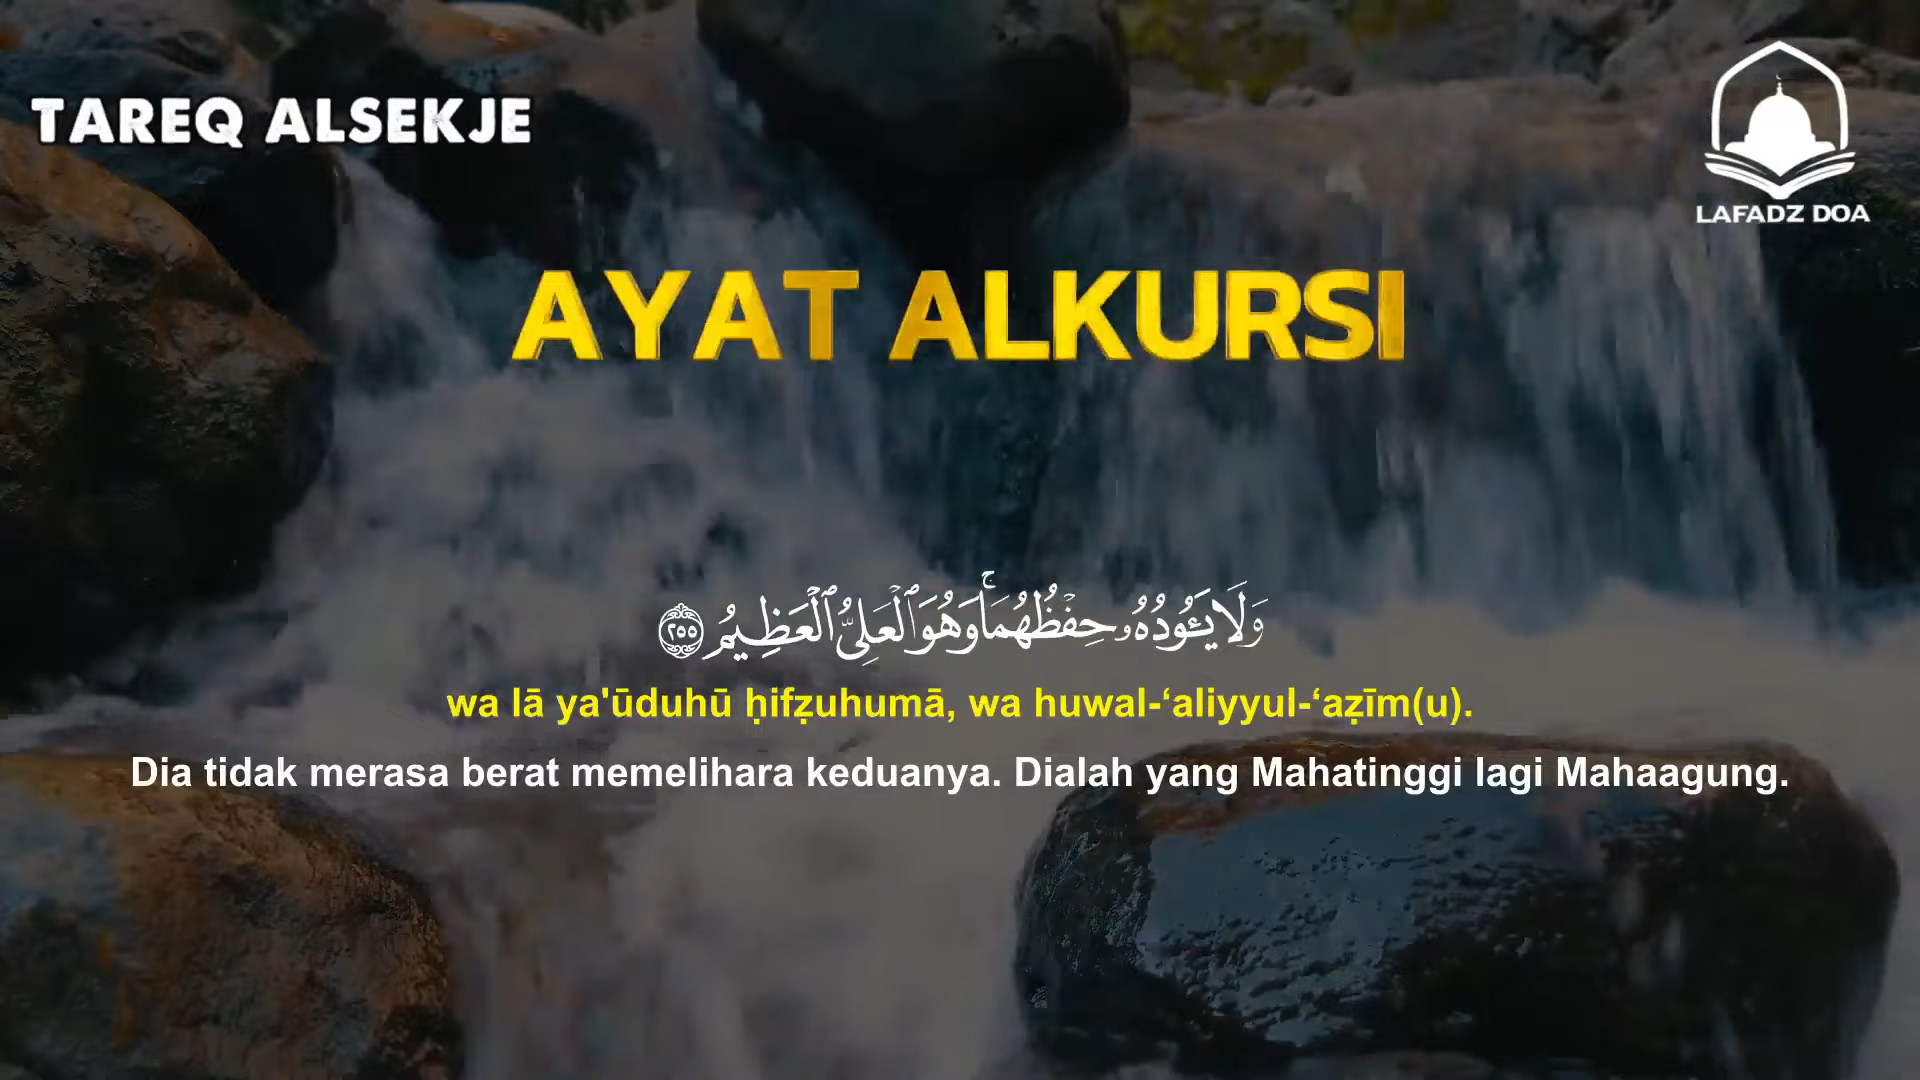 TAREQ ALSEKJE
LAFADZ DOA
AYAT ALKURSI
وَلَا يَـُٔودُهُۥ حِفْظُهُمَاۚ وَهُوَ ٱلْعَلِىُّ ٱلْعَظِيمُ ٢٥٥
wa lā ya'ūduhū ḥifẓuhumā, wa huwal-‘aliyyul-‘aẓīm(u).
Dia tidak merasa berat memelihara keduanya. Dialah yang Mahatinggi lagi Mahaagung.